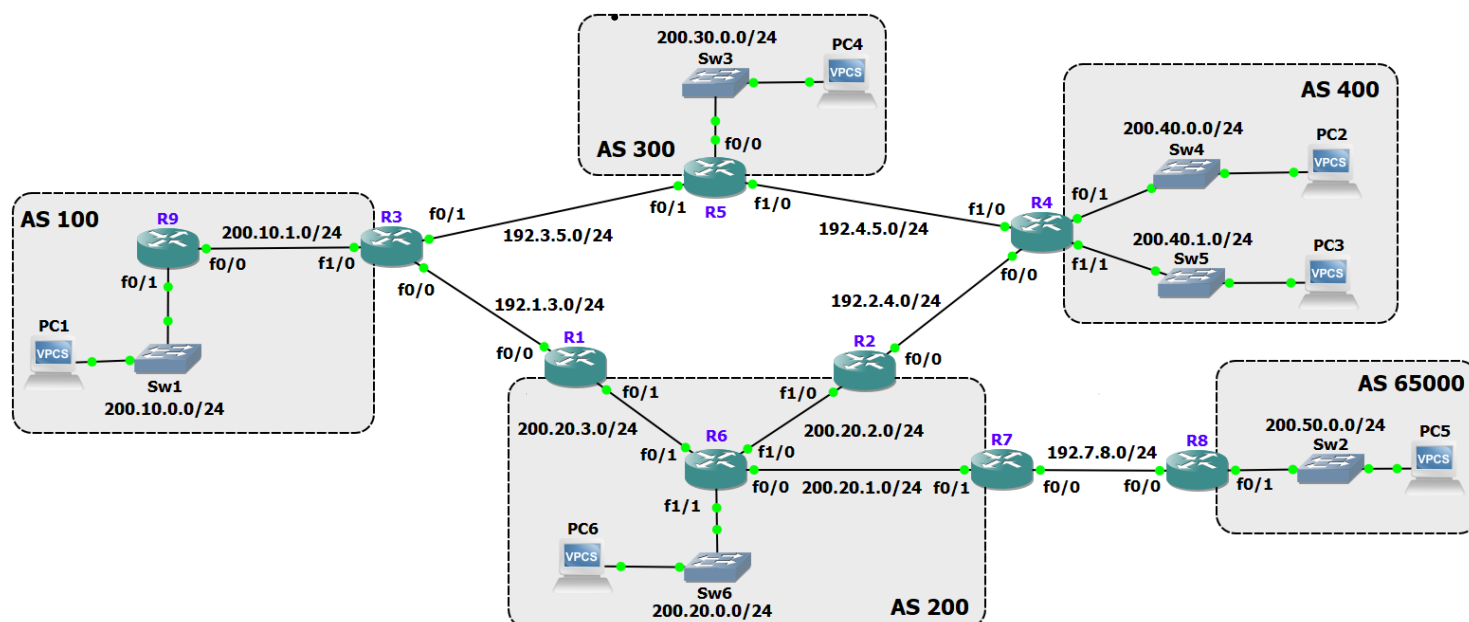 200.30.0.0/24
PC4
Sw3
VPCS
f0/0
AS 300
f0/1
R5
f1/0
AS 400
200.40.0.0/24
PC2
Sw4
VPCS
f0/1
R4
f1/0
f0/0
f1/1
200.40.1.0/24
Sw5
PC3
VPCS
AS 100
R9
200.10.1.0/24
f0/0
f0/1
R3
f1/0
f0/1
f0/0
192.3.5.0/24
192.4.5.0/24
192.1.3.0/24
192.2.4.0/24
PC1
VPCS
Sw1
200.10.0.0/24
R1
f0/0
f0/1
R2
f0/0
f1/0
200.20.3.0/24
200.20.2.0/24
R6
f0/1
f1/0
f0/0
f1/1
200.20.1.0/24
R7
f0/1
f0/0
192.7.8.0/24
R8
f0/0
f0/1
AS 65000
200.50.0.0/24
Sw2
PC5
VPCS
PC6
VPCS
Sw6
200.20.0.0/24
AS 200